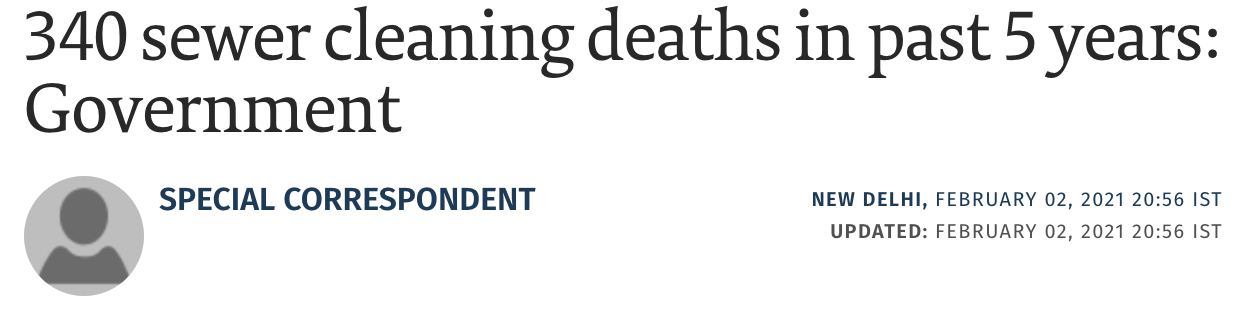 340 sewer cleaning deaths in past 5 years:
Government
SPECIAL CORRESPONDENT
NEW DELHI, FEBRUARY 02, 2021 20:56 IST
UPDATED: FEBRUARY 02, 2021 20:56 IST